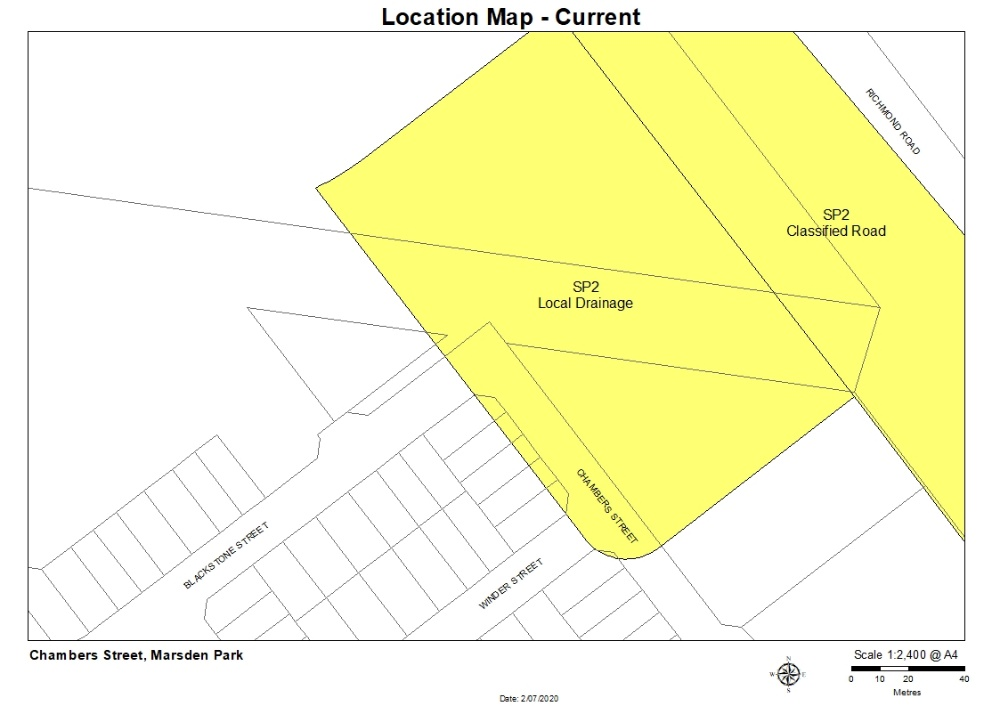 Location Map - Current
RICHMOND ROAD
SP2
Classified Road
SP2
Local Drainage
CHAMBERS STREET
BLACKSTONE STREET
WINDER STREET
Chambers Street, Marsden Park
N
W E
S
Scale 1:2,400 @ A4
0 10 20 40
Metres
Date: 2/07/2020